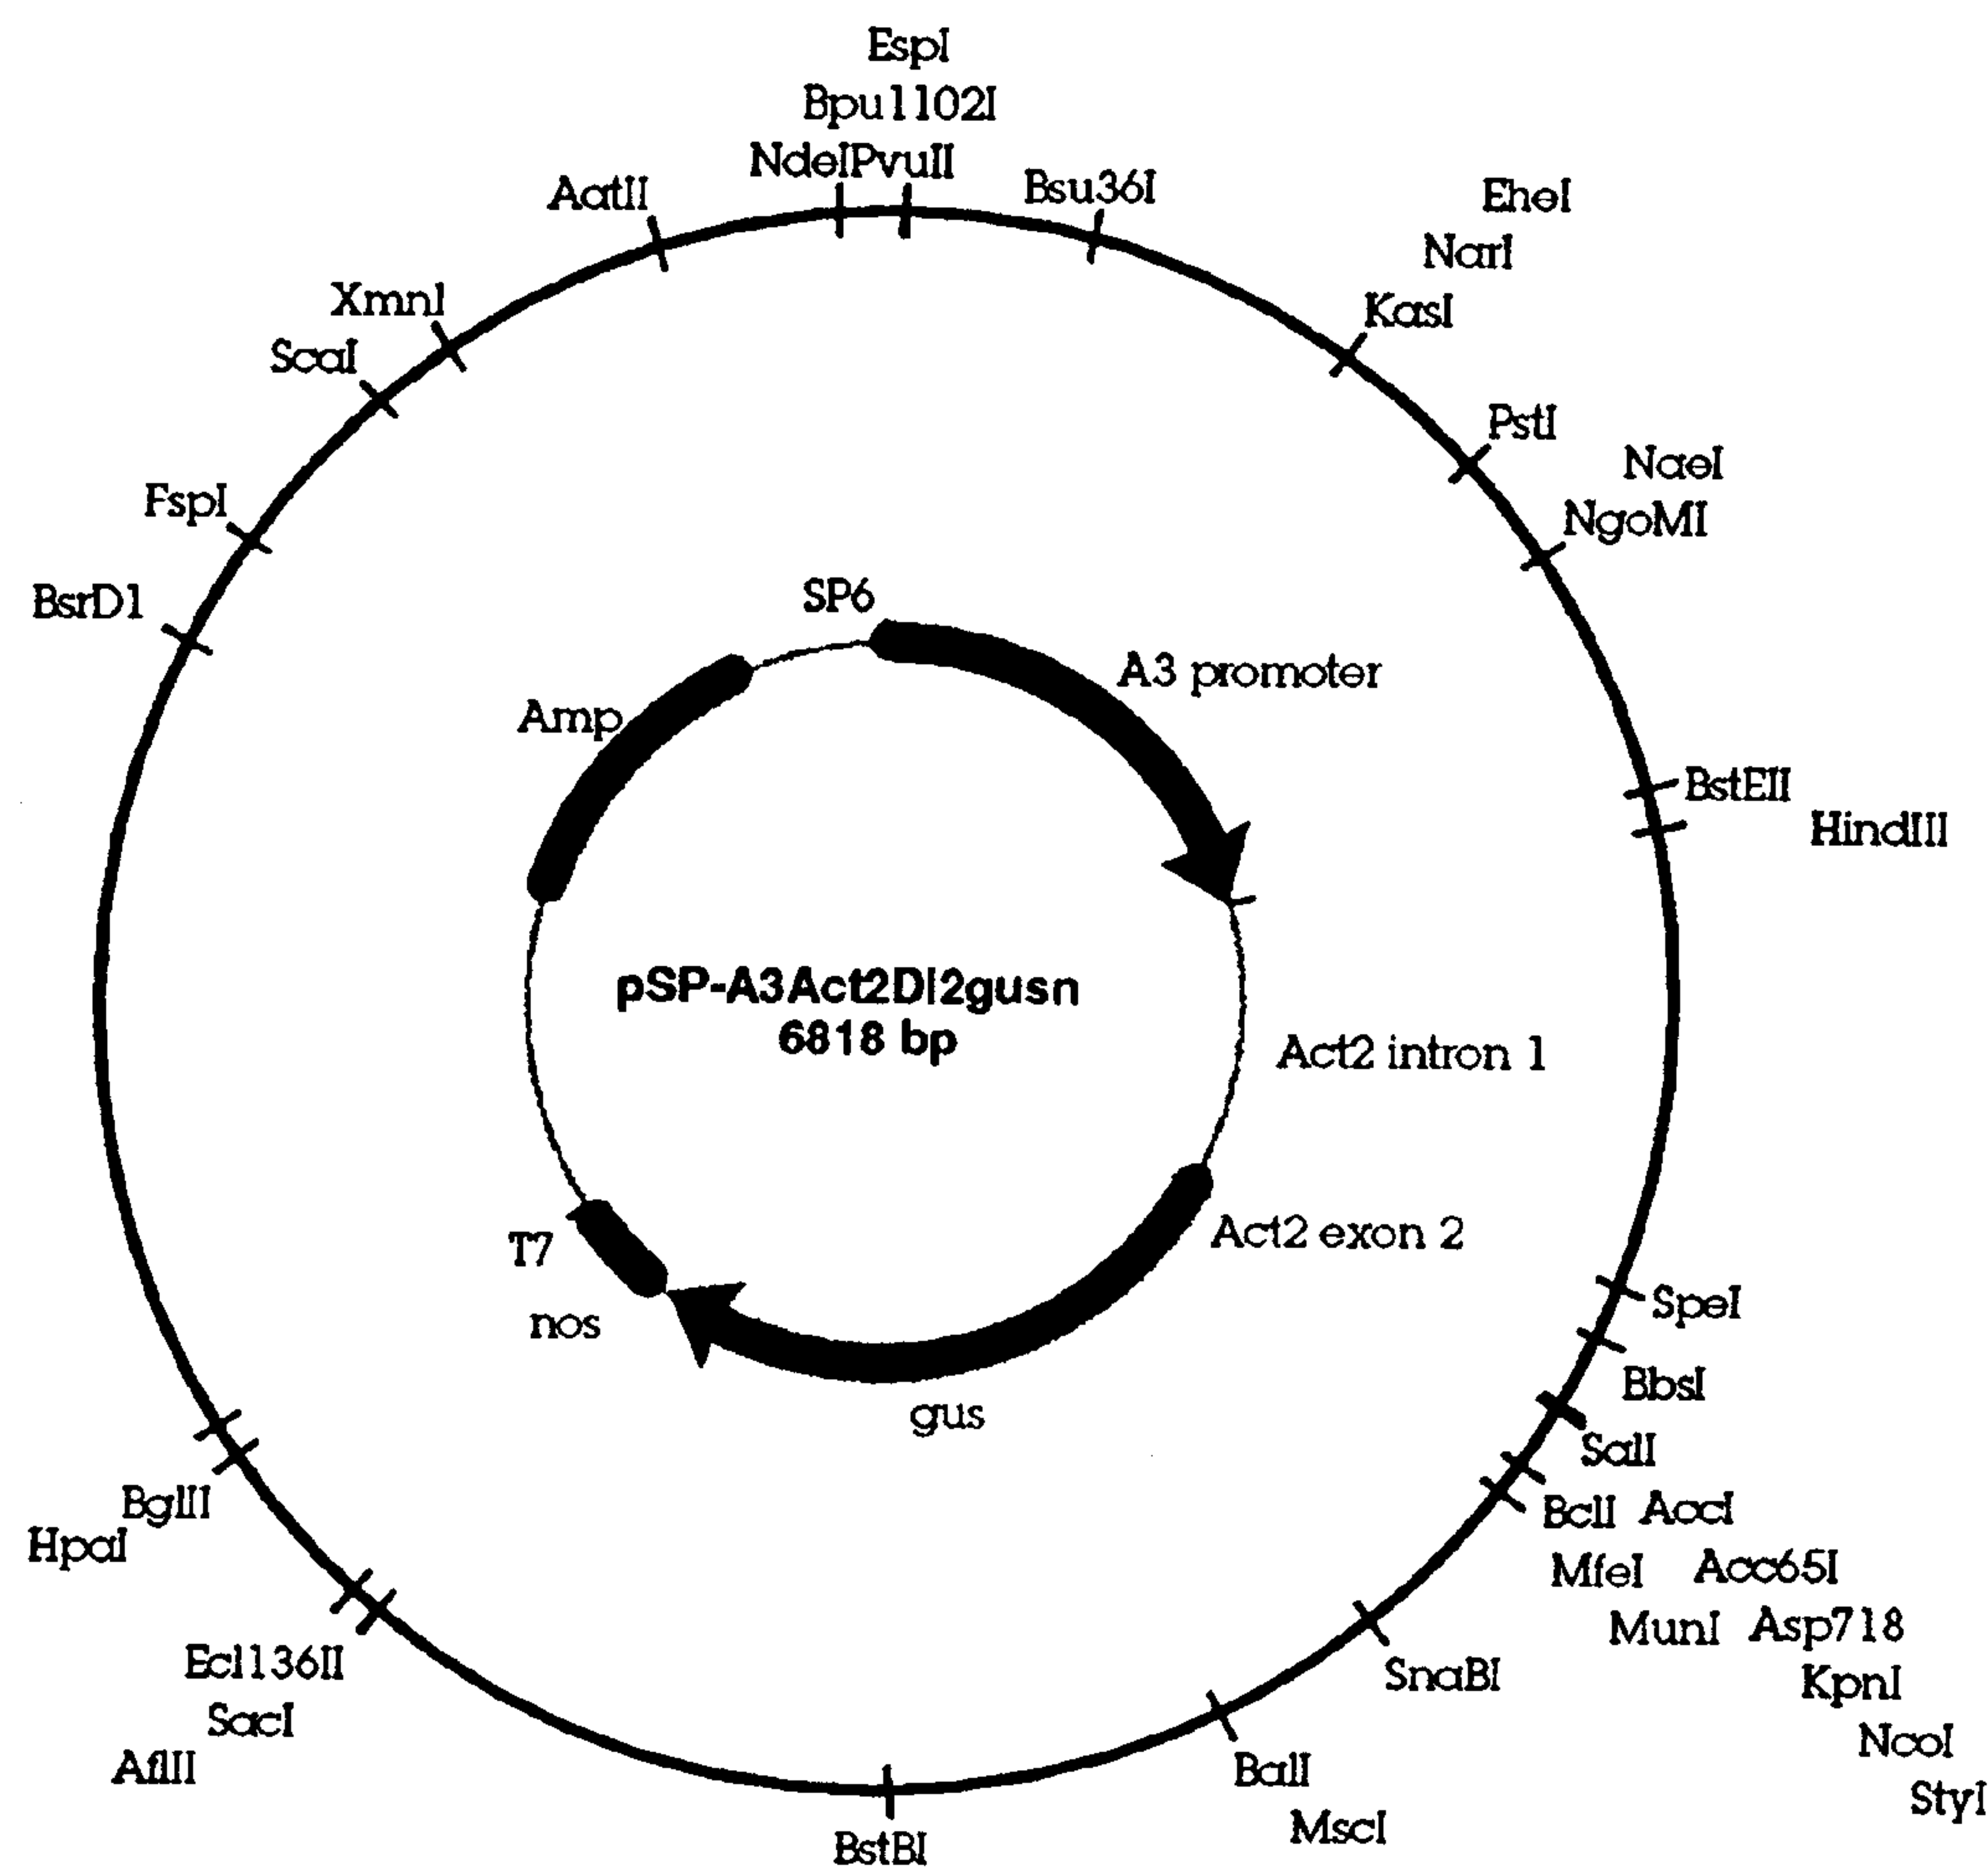 EspI
Bpu1102I
NdeIPvuII
Bsu36I
AatII
EheI
NarI
KasI
XmnI
ScaI
PstI
NaeI
NgoMI
FspI
BsrD1
SP6
A3 promoter
Amp
BstEII
HindIII
pSP-A3Act2DI2gusn
6818 bp
Act2 intron 1
Act2 exon 2
T7
nos
gus
SpeI
BbsI
SalI
BclI AccI
MfeI Acc65I
MunI Asp718
KpnI
NcoI
StyI
SnaBI
BalI
MscI
BstBI
BglII
HpaI
Ecl136II
SacI
AflII